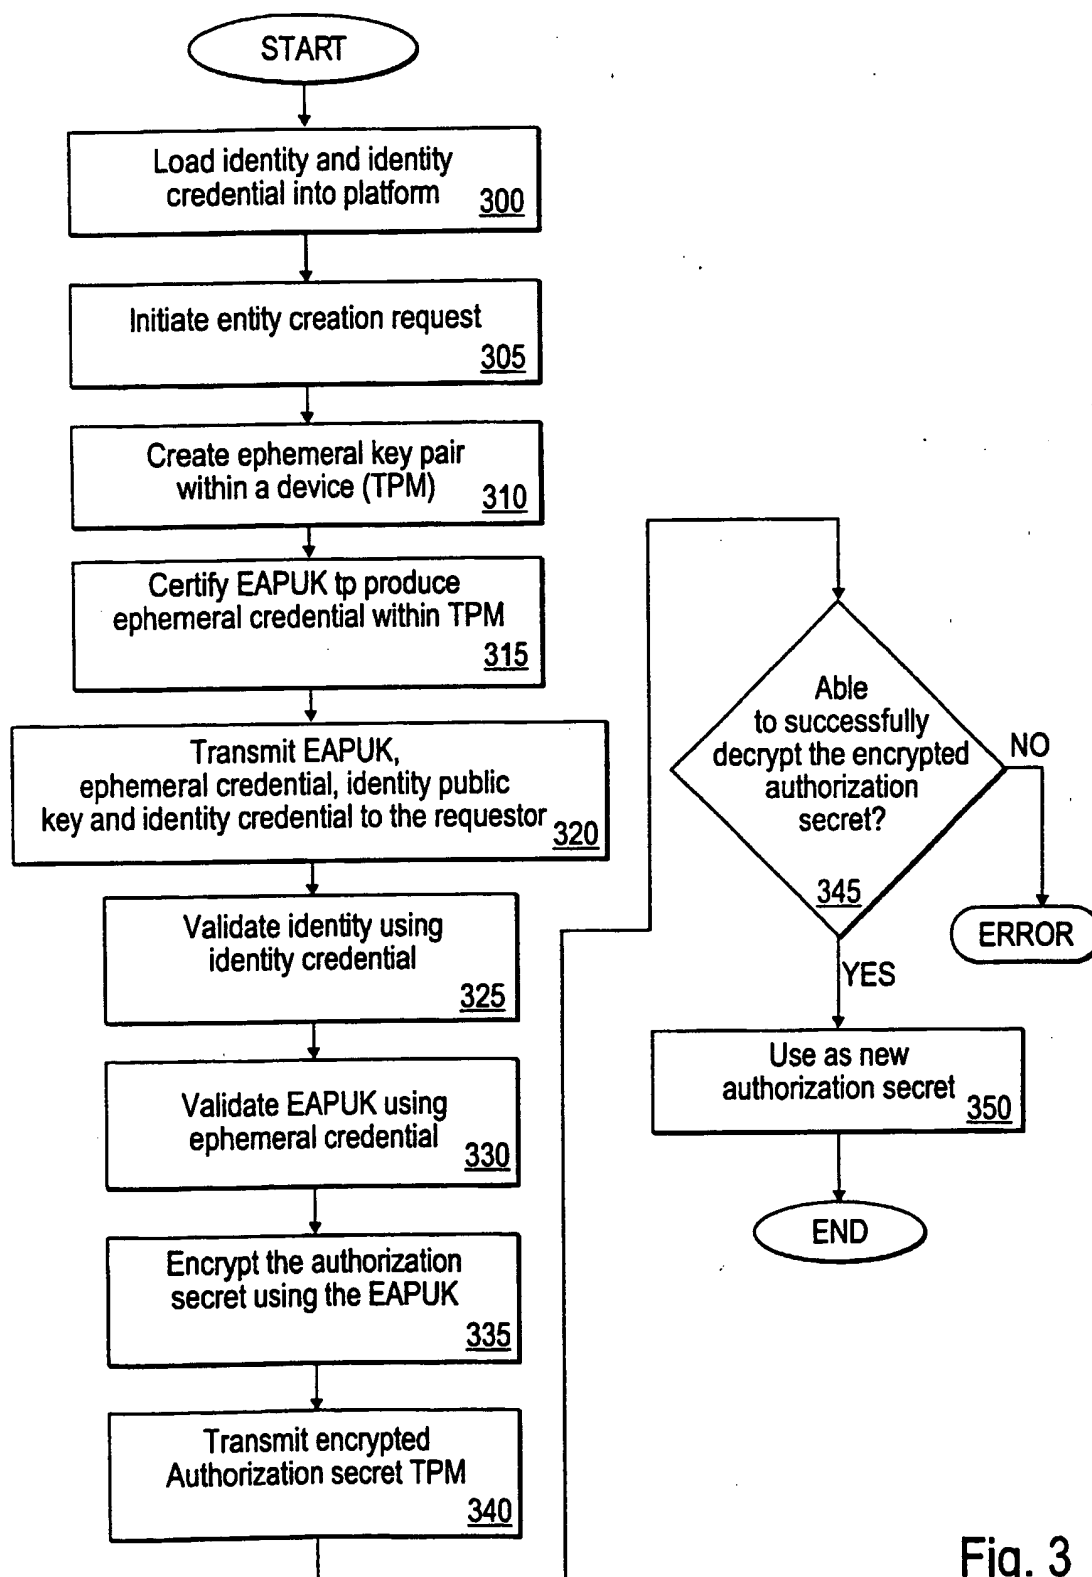 START
Load identity and identity
credential into platform
300
Initiate entity creation request
305
Create ephemeral key pair
within a device (TPM)
310
Certify EAPUK tp produce
ephemeral credential within TPM
315
Transmit EAPUK,
ephemeral credential, identity public
key and identity credential to the requestor
320
Validate identity using
identity credential
325
Validate EAPUK using
ephemeral credential
330
Encrypt the authorization
secret using the EAPUK
335
Transmit encrypted
Authorization secret TPM
340
Able
to successfully
decrypt the encrypted
authorization
secret?
345
NO
ERROR
YES
Use as new
authorization secret
350
END
Fig. 3